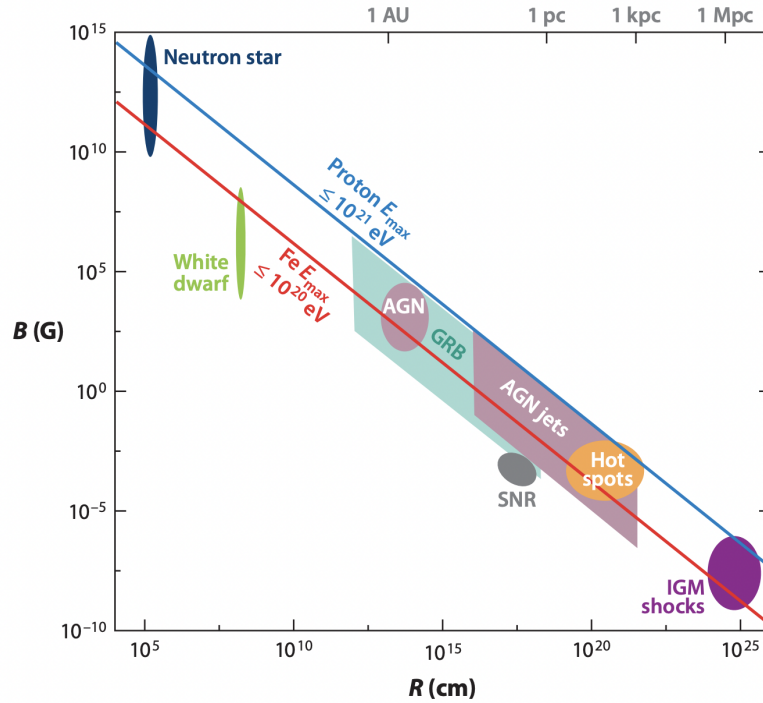 1 AU 1 pc 1 kpc 1 Mpc
10¹⁵
Neutron star
10¹⁰
Proton E_max
≤ 10²¹ eV
White
dwarf
Fe E_max
≤ 10²⁰ eV
10⁵
AGN
B (G)
GRB
10⁰
AGN jets
Hot
spots
SNR
10⁻⁵
IGM
shocks
10⁻¹⁰
10⁵ 10¹⁰ 10¹⁵ 10²⁰ 10²⁵
R (cm)